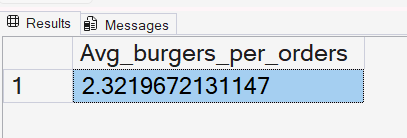 Results Messages
Avg_burgers_per_orders
1 2.3219672131147